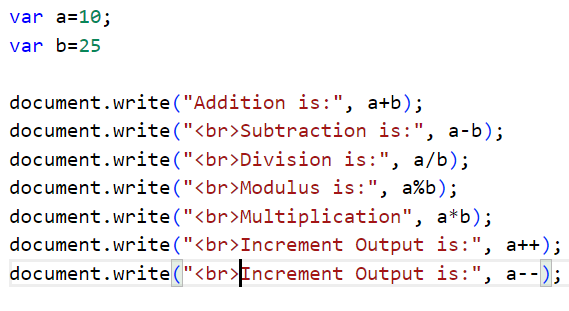 var a=10;
var b=25
document.write("Addition is:", a+b);
document.write("<br>Subtraction is:", a-b);
document.write("<br>Division is:", a/b);
document.write("<br>Modulus is:", a%b);
document.write("<br>Multiplication", a*b);
document.write("<br>Increment Output is:", a++);
document.write("<br>Increment Output is:", a--);